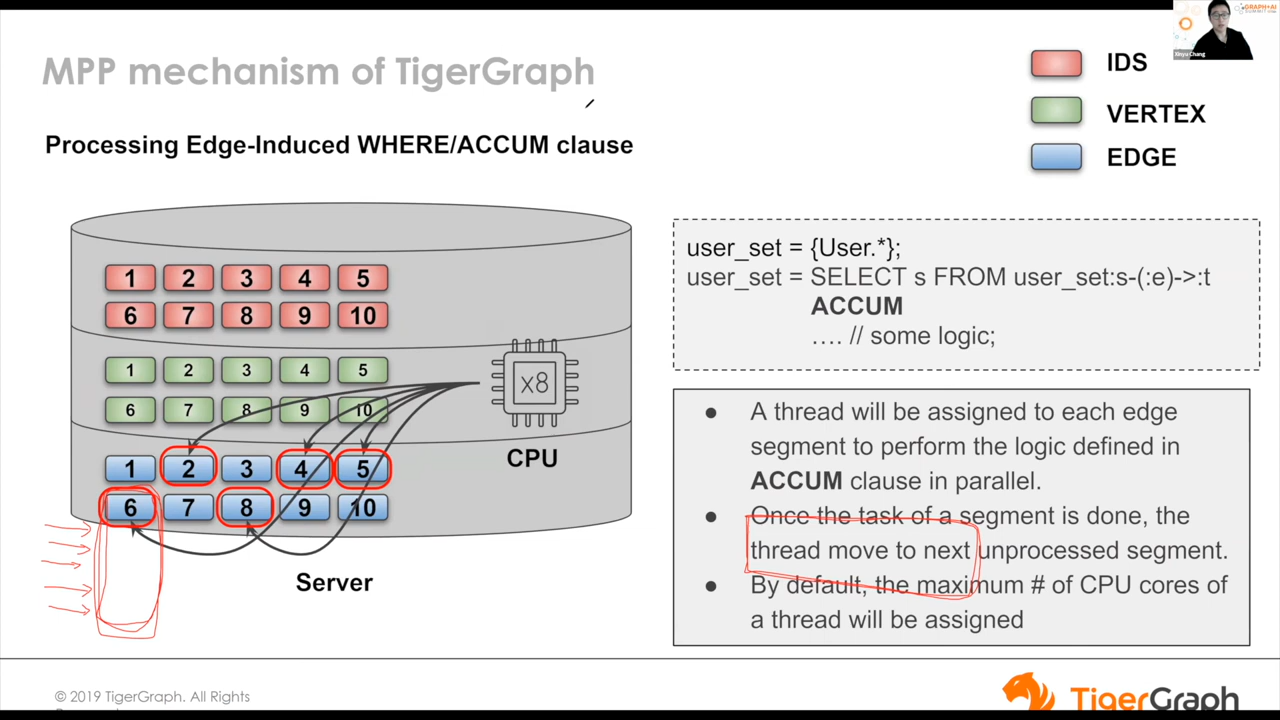 MPP mechanism of TigerGraph
Processing Edge-Induced WHERE/ACCUM clause
IDS
VERTEX
EDGE
GRAPH+AI
Xinyu Chang
1 2 3 4 5
6 7 8 9 10
1 2 3 4 5
6 7 8 9 10
1 2 3 4 5
6 7 8 9 10
x8
CPU
Server
user_set = {User.*};
user_set = SELECT s FROM user_set:s-(:e)->:t
ACCUM
…. // some logic;
● A thread will be assigned to each edge
segment to perform the logic defined in
ACCUM clause in parallel.
● Once the task of a segment is done, the
thread move to next unprocessed segment.
● By default, the maximum # of CPU cores of
a thread will be assigned
© 2019 TigerGraph. All Rights
TigerGraph